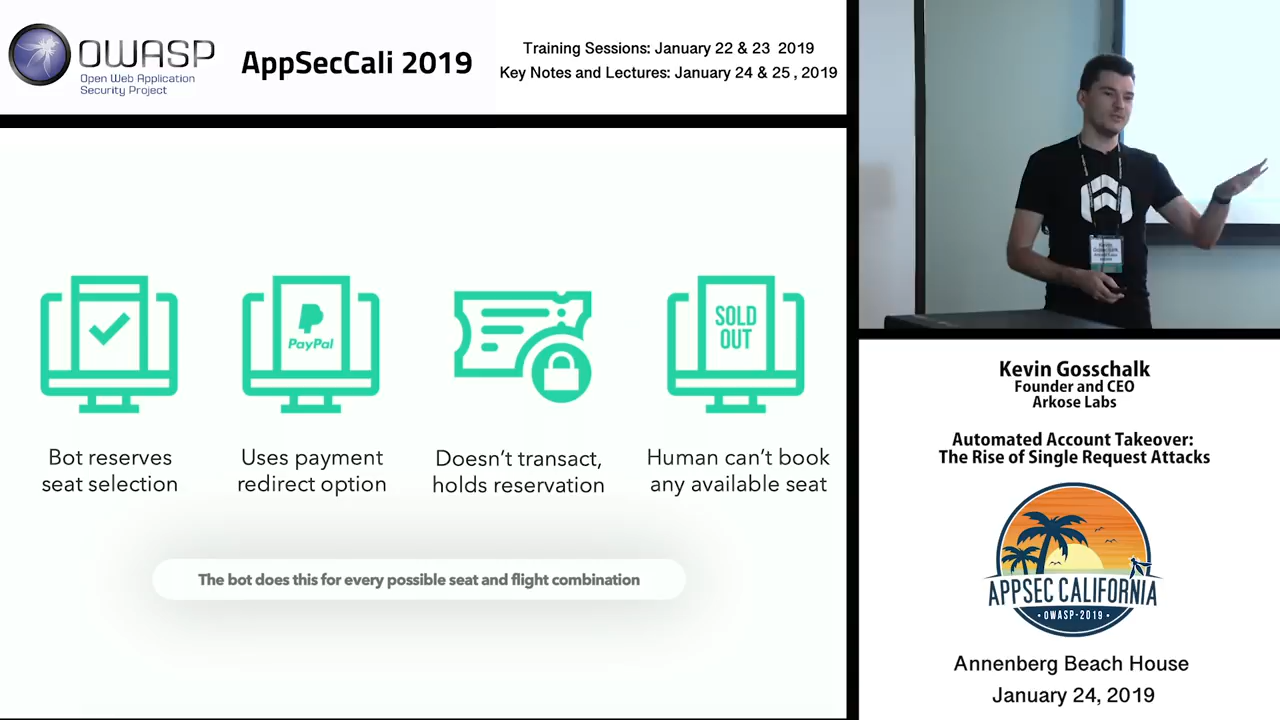 OWASP
Open Web Application
Security Project
AppSecCali 2019
Training Sessions: January 22 & 23 2019
Key Notes and Lectures: January 24 & 25 , 2019
PayPal
SOLD
OUT
Bot reserves
seat selection
Uses payment
redirect option
Doesn't transact,
holds reservation
Human can't book
any available seat
The bot does this for every possible seat and flight combination
Kevin Gosschalk
Founder and CEO
Arkose Labs
Automated Account Takeover:
The Rise of Single Request Attacks
APPSEC CALIFORNIA
• OWASP-2019 •
Annenberg Beach House
January 24, 2019